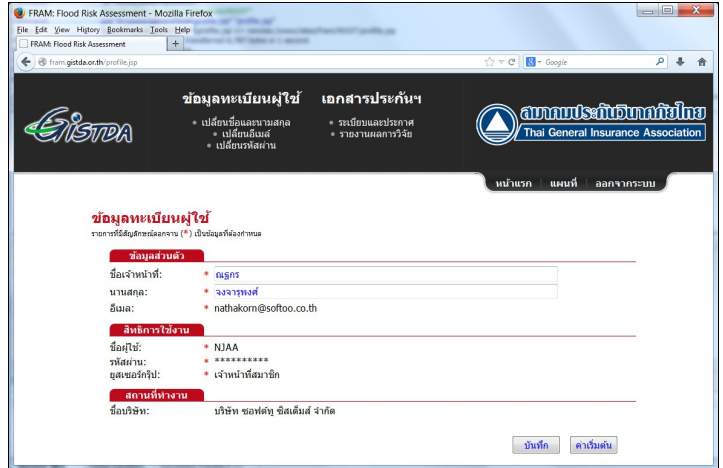 FRAM: Flood Risk Assessment - Mozilla Firefox
File Edit View History Bookmarks Tools Help
FRAM: Flood Risk Assessment +
fram.gistda.or.th/profile.jsp
Google
GISTDA
ข้อมูลทะเบียนผู้ใช้ เอกสารประกันฯ
เปลี่ยนชื่อและนามสกุล ระเบียบและประกาศ
เปลี่ยนอีเมล์ รายงานผลการวิจัย
เปลี่ยนรหัสผ่าน
สมาคมประกันวินาศภัยไทย
Thai General Insurance Association
หน้าแรก แผนที่ ออกจากระบบ
ข้อมูลทะเบียนผู้ใช้
รายการที่มีสัญลักษณ์ดอกจาน (*) เป็นข้อมูลที่ต้องกำหนด
ข้อมูลส่วนตัว
ชื่อเจ้าหน้าที่: * ณฐกร
นานสกุล: * จงจารุพงศ์
อีเมล: * nathakorn@softoo.co.th
สิทธิการใช้งาน
ชื่อผู้ใช้: * NJAA
รหัสผ่าน: * **********
ยูสเซอร์กรุ๊ป: * เจ้าหน้าที่สมาชิก
สถานที่ทำงาน
ชื่อบริษัท: บริษัท ซอฟต์ทู ซิสเต็มส์ จำกัด
บันทึก ค่าเริ่มต้น